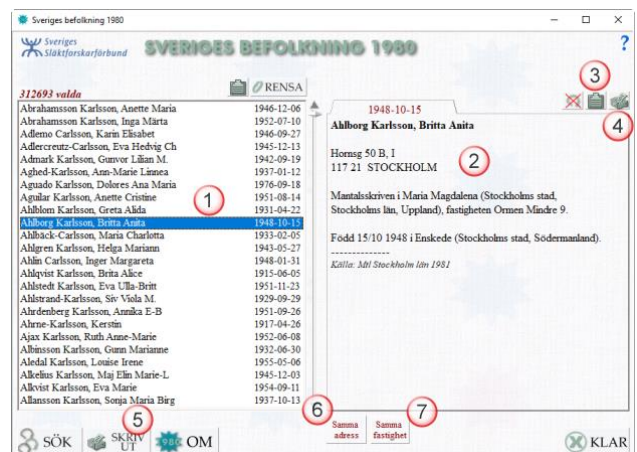 Sveriges befolkning 1980
Sveriges
Släktforskarförbund
SVERIGES BEFOLKNING 1980
?
312693 valda
RENSA
3
4
Abrahamsson Karlsson, Anette Maria 1946-12-06
Abrahamsson Karlsson, Inga Märta 1952-07-10
Adlemo Carlsson, Karin Elisabet 1946-09-27
Adlercreutz-Carlsson, Eva Hedvig Ch 1945-12-13
Admark Karlsson, Gunvor Lilian M. 1942-09-19
Aghed-Karlsson, Ann-Marie Linnea 1937-01-12
Aguado Karlsson, Dolores Ana Maria 1976-09-18
Aguilar Karlsson, Anette Cristine 1951-08-14
Ahlblom Karlsson, Greta Alida 1931-04-22
Ahlborg Karlsson, Britta Anita 1948-10-15
Ahlbäck-Carlsson, Maria Charlotta 1933-02-05
Ahlgren Karlsson, Helga Mariann 1943-05-27
Ahlin Carlsson, Inger Margareta 1948-01-31
Ahlqvist Karlsson, Brita Alice 1915-06-05
Ahlstedt Karlsson, Eva Ulla-Britt 1951-11-23
Ahlstrand-Karlsson, Siv Viola M. 1929-09-29
Ahrdenberg Karlsson, Annika E-B 1951-09-26
Ahrne-Karlsson, Kerstin 1917-04-26
Ajax Karlsson, Ruth Anne-Marie 1952-06-08
Albinsson Karlsson, Gunn Marianne 1932-06-30
Aledal Karlsson, Louise Irene 1955-05-06
Alkelius Karlsson, Maj Elin Marie-L 1945-12-03
Alkvist Karlsson, Eva Marie 1954-09-11
Allansson Karlsson, Sonja Maria Birg 1937-10-13
1
1948-10-15
Ahlborg Karlsson, Britta Anita
Hornsg 50 B, I
117 21 STOCKHOLM
2
Mantalsskriven i Maria Magdalena (Stockholms stad,
Stockholms län, Uppland), fastigheten Ormen Mindre 9.
Född 15/10 1948 i Enskede (Stockholms stad, Södermanland).
--------------
Källa: Mtl Stockholm län 1981
5
6
7
SÖK
SKRIV
UT
1980
OM
Samma
adress
Samma
fastighet
KLAR